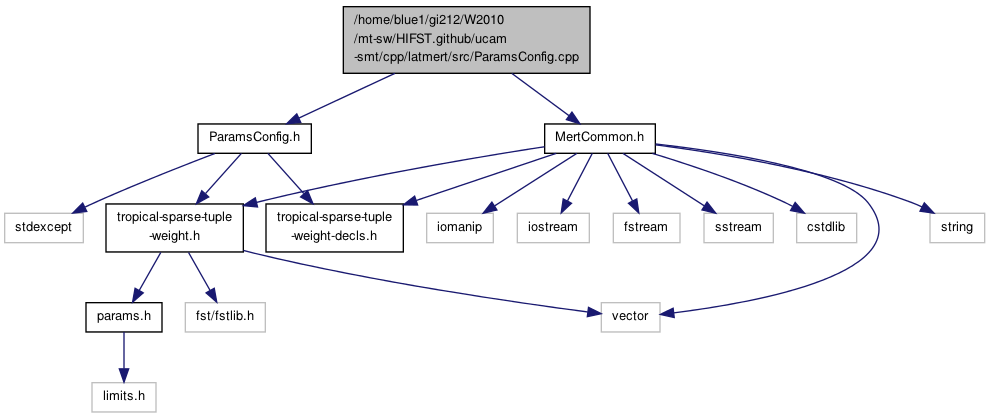 /home/blue1/gi212/W2010
/mt-sw/HIFST.github/ucam
-smt/cpp/latmert/src/ParamsConfig.cpp
ParamsConfig.h
MertCommon.h
stdexcept
tropical-sparse-tuple
-weight.h
tropical-sparse-tuple
-weight-decls.h
iomanip
iostream
fstream
sstream
cstdlib
string
params.h
fst/fstlib.h
vector
limits.h